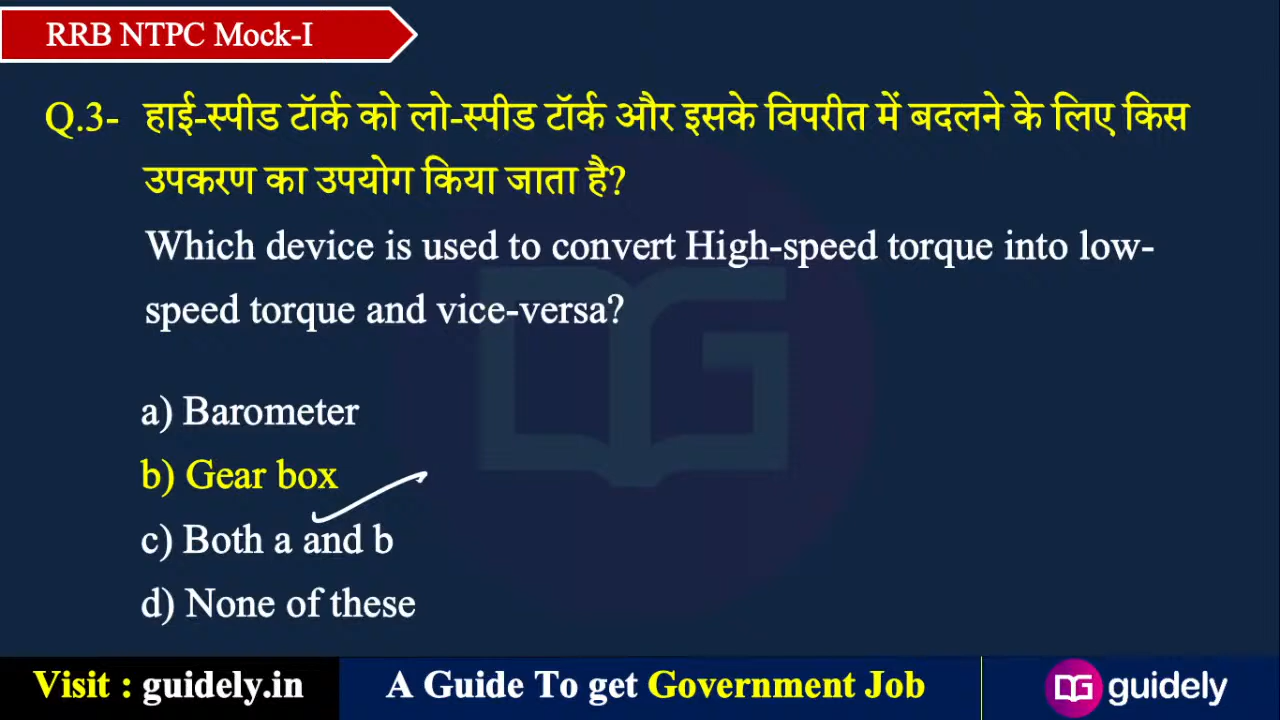 RRB NTPC Mock-I
Q.3- हाई-स्पीड टॉर्क को लो-स्पीड टॉर्क और इसके विपरीत में बदलने के लिए किस
उपकरण का उपयोग किया जाता है?
Which device is used to convert High-speed torque into low-
speed torque and vice-versa?
a) Barometer
b) Gear box
c) Both a and b
d) None of these
Visit : guidely.in
A Guide To get Government Job
guidely